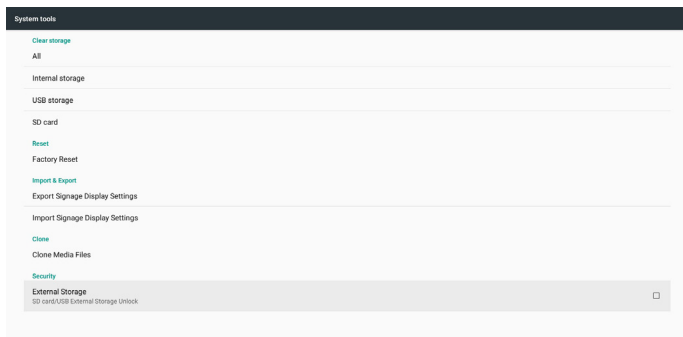 System tools
Clear storage
All
Internal storage
USB storage
SD card
Reset
Factory Reset
Import & Export
Export Signage Display Settings
Import Signage Display Settings
Clone
Clone Media Files
Security
External Storage
SD card/USB External Storage Unlock